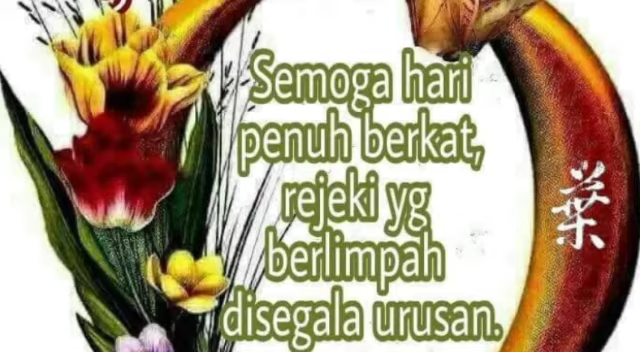 Semoga hari
penuh berkat,
rejeki yg
berlimpah
disegala urusan.
葉